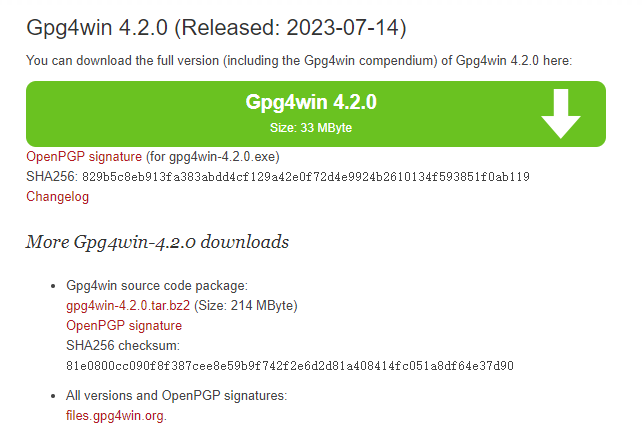 Gpg4win 4.2.0 (Released: 2023-07-14)
You can download the full version (including the Gpg4win compendium) of Gpg4win 4.2.0 here:
Gpg4win 4.2.0
Size: 33 MByte
OpenPGP signature (for gpg4win-4.2.0.exe)
SHA256: 829b5c8eb913fa383abdd4cf129a42e0f72d4e9924b2610134f593851f0ab119
Changelog
More Gpg4win-4.2.0 downloads
• Gpg4win source code package:
gpg4win-4.2.0.tar.bz2 (Size: 214 MByte)
OpenPGP signature
SHA256 checksum:
81e0800cc090f8f387cee8e59b9f742f2e6d2d81a408414fc051a8df64e37d90
• All versions and OpenPGP signatures:
files.gpg4win.org.